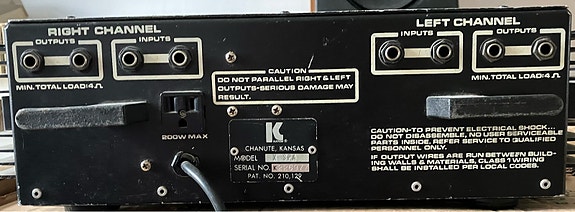 RIGHT CHANNEL
OUTPUTS
INPUTS
MIN. TOTAL LOAD: 4Ω
CAUTION
DO NOT PARALLEL RIGHT & LEFT
OUTPUTS-SERIOUS DAMAGE MAY
RESULT.
LEFT CHANNEL
INPUTS
OUTPUTS
MIN. TOTAL LOAD: 4Ω
200W MAX
K
CHANUTE, KANSAS
MODEL
SERIAL NO.
PAT. NO. 210,129
CAUTION-TO PREVENT ELECTRICAL SHOCK...
DO NOT DISASSEMBLE, NO USER SERVICEABLE
PARTS INSIDE. REFER SERVICE TO QUALIFIED
PERSONNEL ONLY.
IF OUTPUT WIRES ARE RUN BETWEEN BUILD-
ING WALLS & MATERIALS, CLASS 1 WIRING
SHALL BE INSTALLED PER LOCAL CODES.